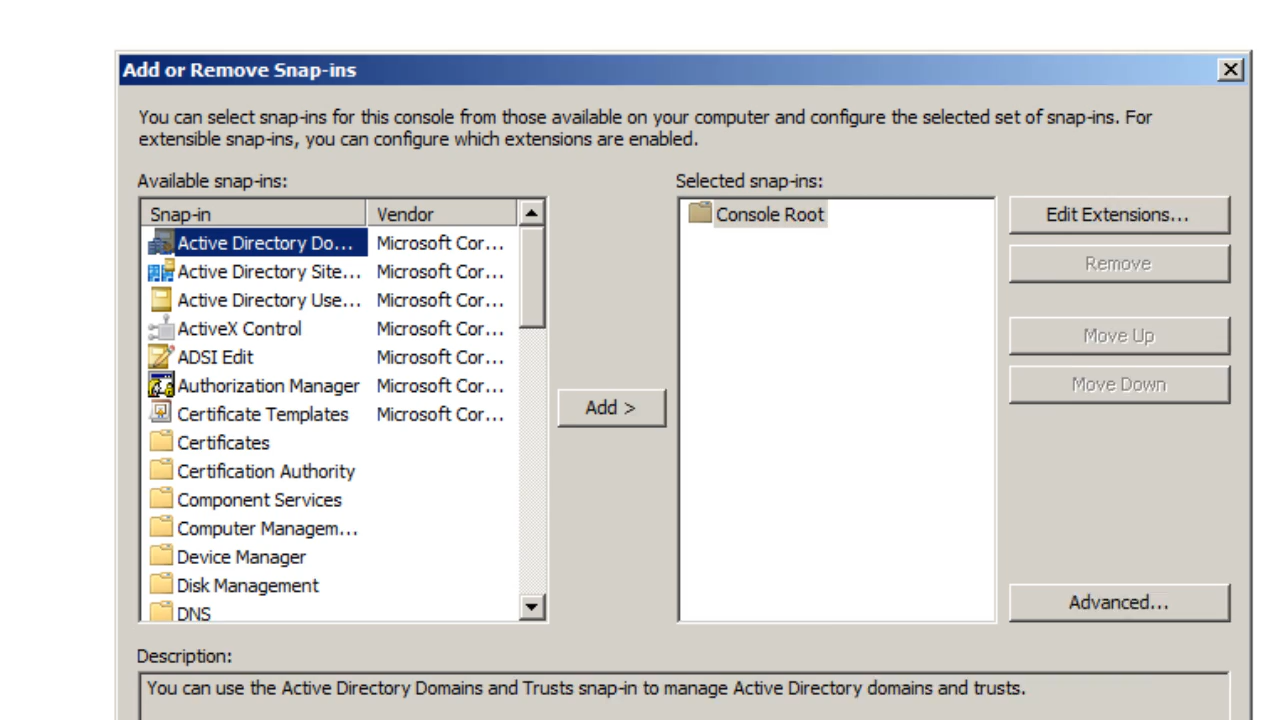 Add or Remove Snap-ins
You can select snap-ins for this console from those available on your computer and configure the selected set of snap-ins. For
extensible snap-ins, you can configure which extensions are enabled.
Available snap-ins:
Selected snap-ins:
Snap-in Vendor
Active Directory Do... Microsoft Cor...
Active Directory Site... Microsoft Cor...
Active Directory Use... Microsoft Cor...
ActiveX Control Microsoft Cor...
ADSI Edit Microsoft Cor...
Authorization Manager Microsoft Cor...
Certificate Templates Microsoft Cor...
Certificates
Certification Authority
Component Services
Computer Managem...
Device Manager
Disk Management
DNS
Add >
Console Root
Edit Extensions...
Remove
Move Up
Move Down
Advanced...
Description:
You can use the Active Directory Domains and Trusts snap-in to manage Active Directory domains and trusts.